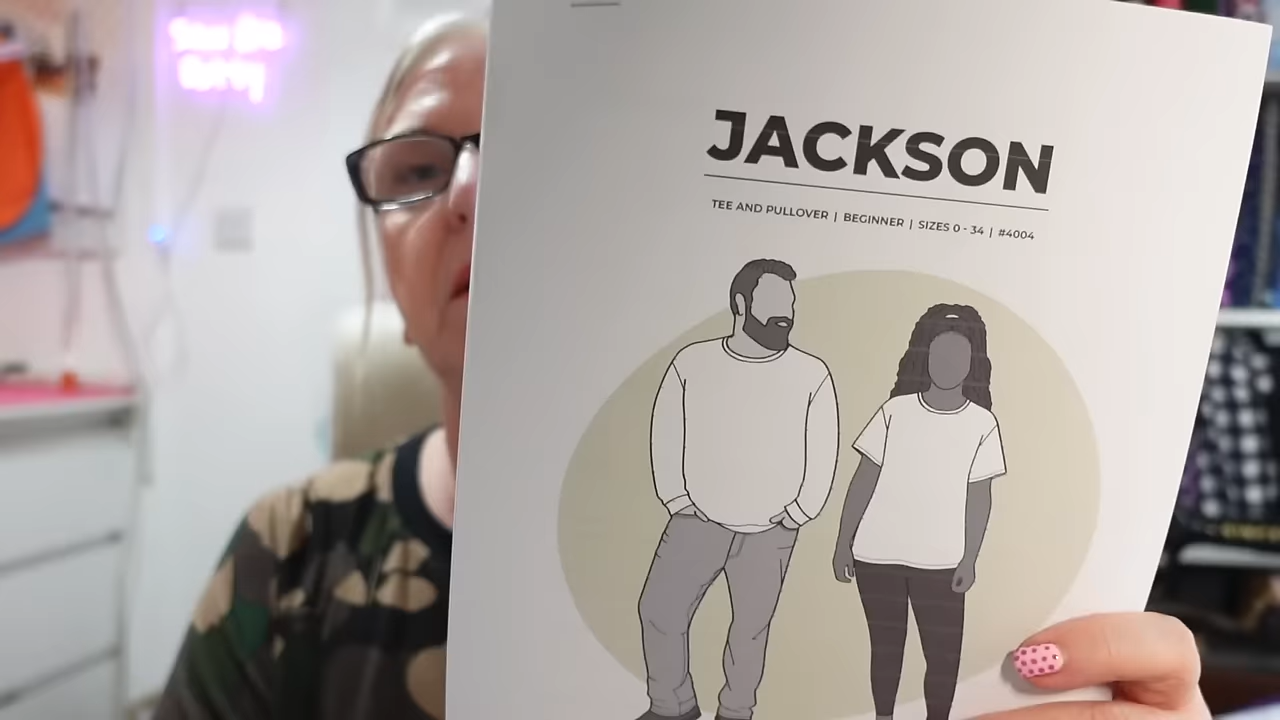 JACKSON
TEE AND PULLOVER | BEGINNER | SIZES 0 - 34 | #4004